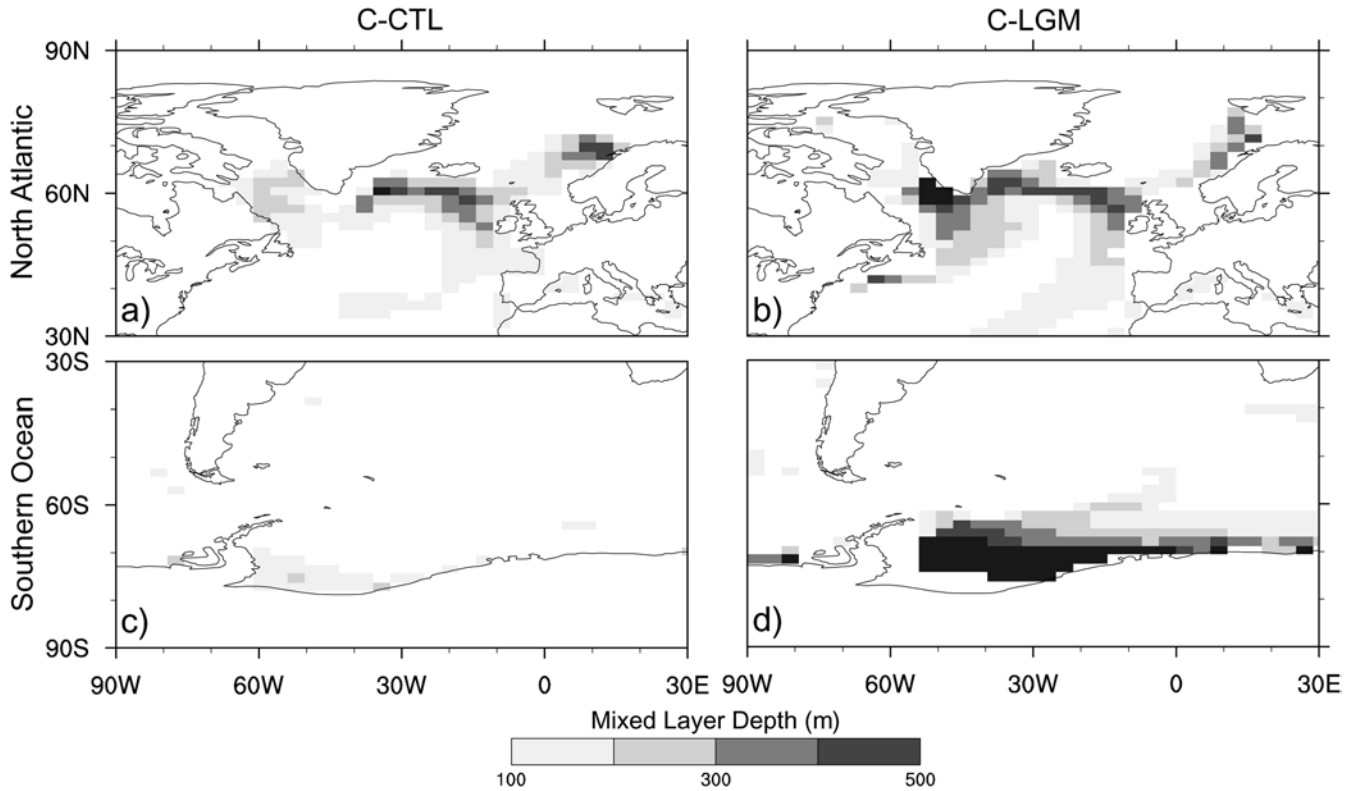 C-CTL C-LGM
90N
60N
30N
North Atlantic
a) b)
30S
60S
90S
Southern Ocean
c) d)
90W 60W 30W 0 30E 90W 60W 30W 0 30E
Mixed Layer Depth (m)
100 300 500